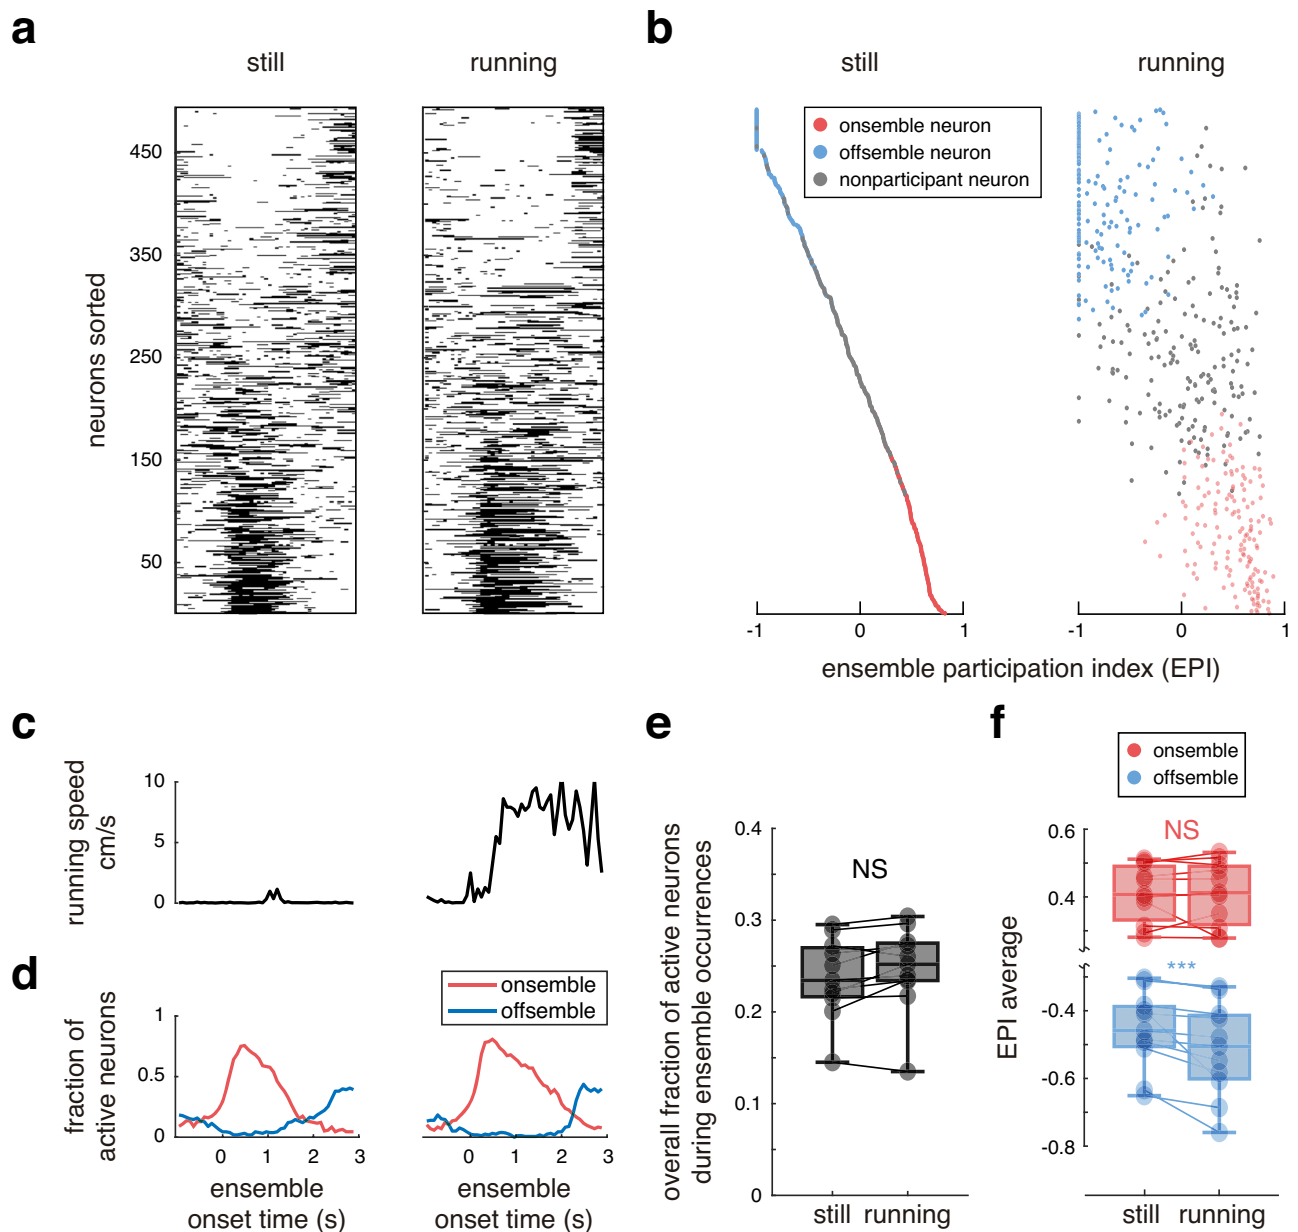 a
still
running
neurons sorted
450
350
250
150
50
b
still
running
onsemble neuron
offsemble neuron
nonparticipant neuron
-1
0
1
-1
0
1
ensemble participation index (EPI)
c
running speed
cm/s
10
5
0
d
onsemble
offsemble
fraction of
active neurons
1
0.5
0
0
1
2
3
0
1
2
3
ensemble
onset time (s)
ensemble
onset time (s)
e
overall fraction of active neurons
during ensemble occurrences
0.4
0.3
0.2
0.1
0
NS
still
running
f
onsemble
offsemble
EPI average
0.6
0.4
-0.4
-0.6
-0.8
NS
***
still
running